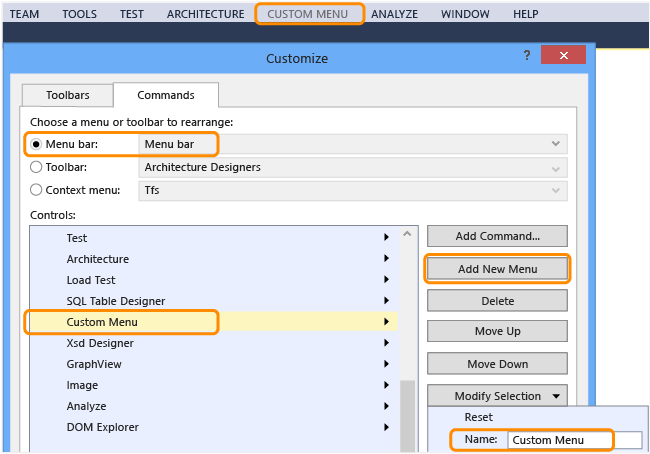 TEAM TOOLS TEST ARCHITECTURE CUSTOM MENU ANALYZE WINDOW HELP
Customize ? ×
Toolbars Commands
Choose a menu or toolbar to rearrange:
Menu bar: Menu bar
Toolbar: Architecture Designers
Context menu: Tfs
Controls:
Test
Architecture
Load Test
SQL Table Designer
Custom Menu
Xsd Designer
GraphView
Image
Analyze
DOM Explorer
Add Command...
Add New Menu
Delete
Move Up
Move Down
Modify Selection
Reset
Name: Custom Menu